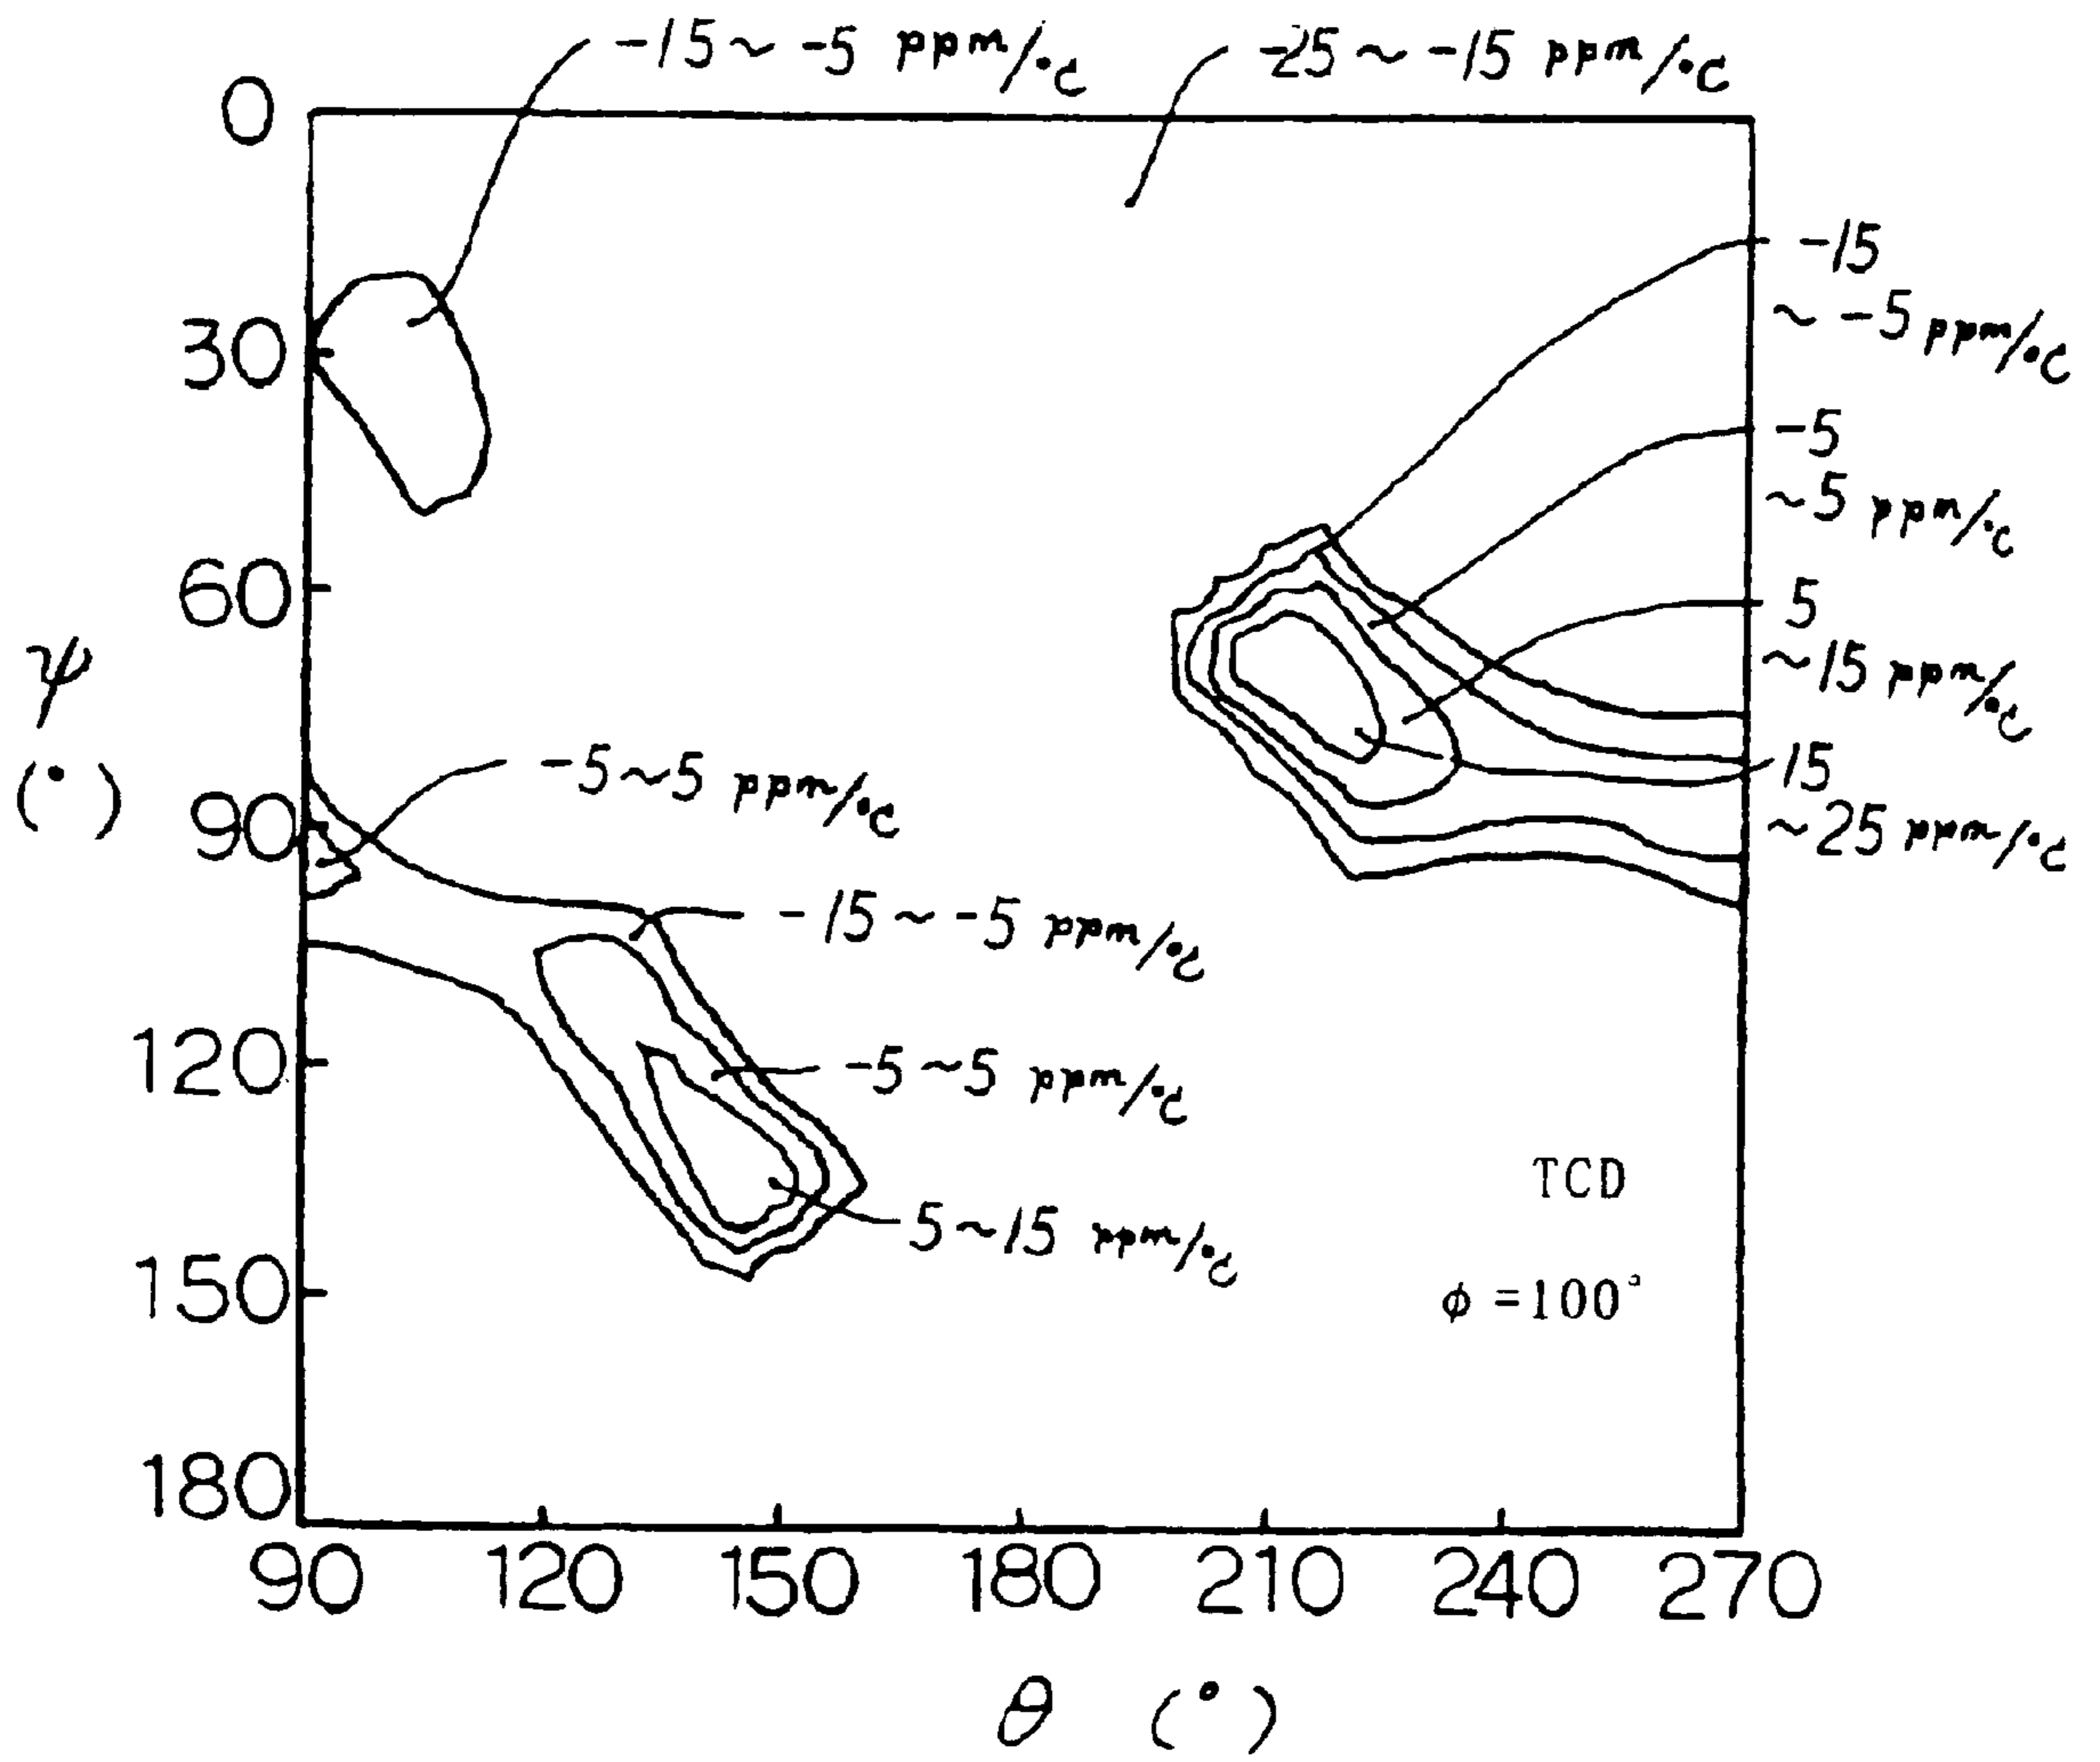 -15~ -5 ppm/°C
-25 ~ -15 ppm/°C
0
-15
~ -5 ppm/°C
30
-5
~5 ppm/°C
60
5
~15 ppm/°C
ψ
(°)
-5~5 ppm/°C
15
~25 ppm/°C
90
-15 ~ -5 ppm/°C
120
-5 ~5 ppm/°C
TCD
5~15 ppm/°C
150
φ =100°
180
90 120 150 180 210 240 270
θ (°)